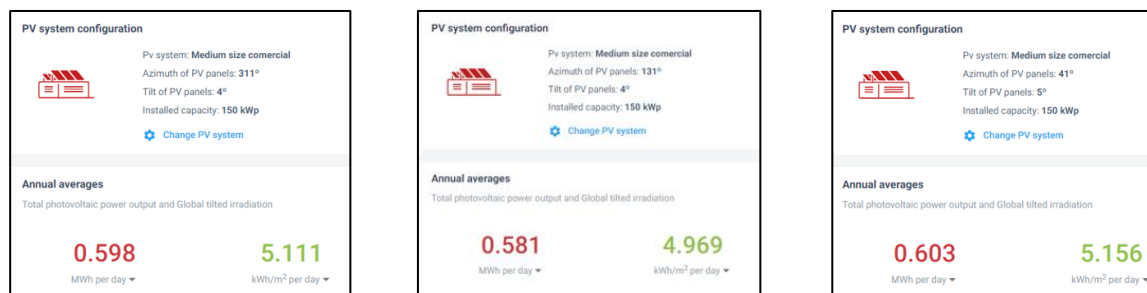 PV system configuration
Pv system: Medium size comercial
Azimuth of PV panels: 311º
Tilt of PV panels: 4º
Installed capacity: 150 kWp
Change PV system
Annual averages
Total photovoltaic power output and Global tilted irradiation
0.598 5.111
MWh per day kWh/m² per day
PV system configuration
Pv system: Medium size comercial
Azimuth of PV panels: 131º
Tilt of PV panels: 4º
Installed capacity: 150 kWp
Change PV system
Annual averages
Total photovoltaic power output and Global tilted irradiation
0.581 4.969
MWh per day kWh/m² per day
PV system configuration
Pv system: Medium size comercial
Azimuth of PV panels: 41º
Tilt of PV panels: 5º
Installed capacity: 150 kWp
Change PV system
Annual averages
Total photovoltaic power output and Global tilted irradiation
0.603 5.156
MWh per day kWh/m² per day